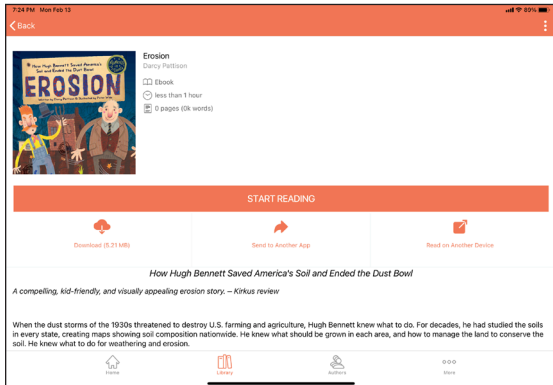 7:24 PM Mon Feb 13
89%
Back
How Hugh Bennett Saved America's
Soil and Ended the Dust Bowl
EROSION
Erosion
Darcy Pattison
Ebook
less than 1 hour
0 pages (0k words)
START READING
Download (5.21 MB)
Send to Another App
Read on Another Device
How Hugh Bennett Saved America's Soil and Ended the Dust Bowl
A compelling, kid-friendly, and visually appealing erosion story. – Kirkus review
When the dust storms of the 1930s threatened to destroy U.S. farming and agriculture, Hugh Bennett knew what to do. For decades, he had studied the soils
in every state, creating maps showing soil composition nationwide. He knew what should be grown in each area, and how to manage the land to conserve the
soil. He knew what to do for weathering and erosion.
Home
Library
Authors
More